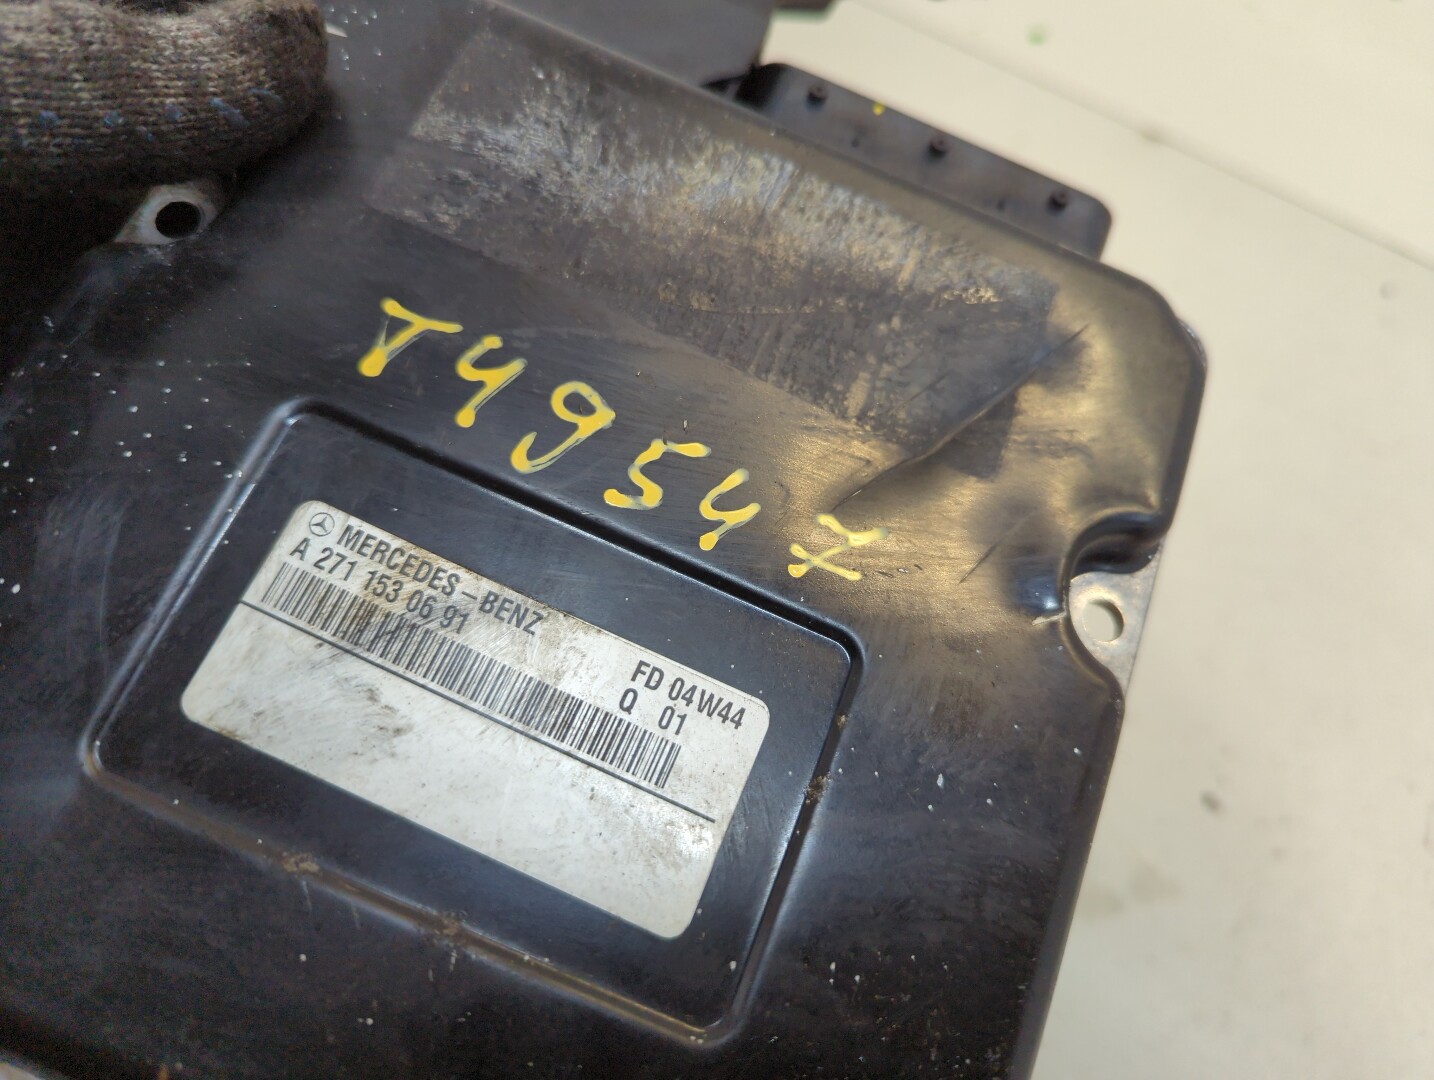 T49547
MERCEDES-BENZ
A 271 153 06 91
FD 04W44
Q 01